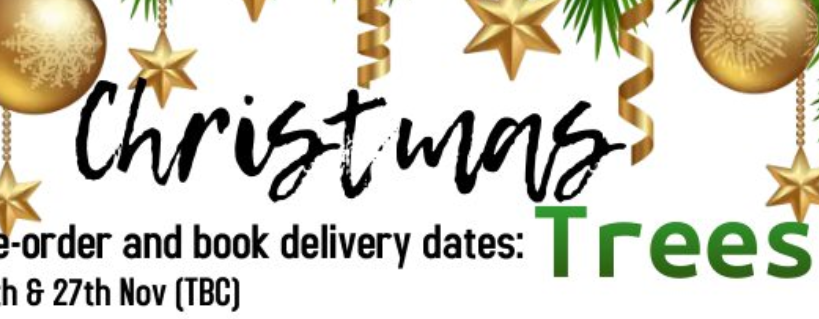 Christmas
Trees
e-order and book delivery dates:
th & 27th Nov (TBC)